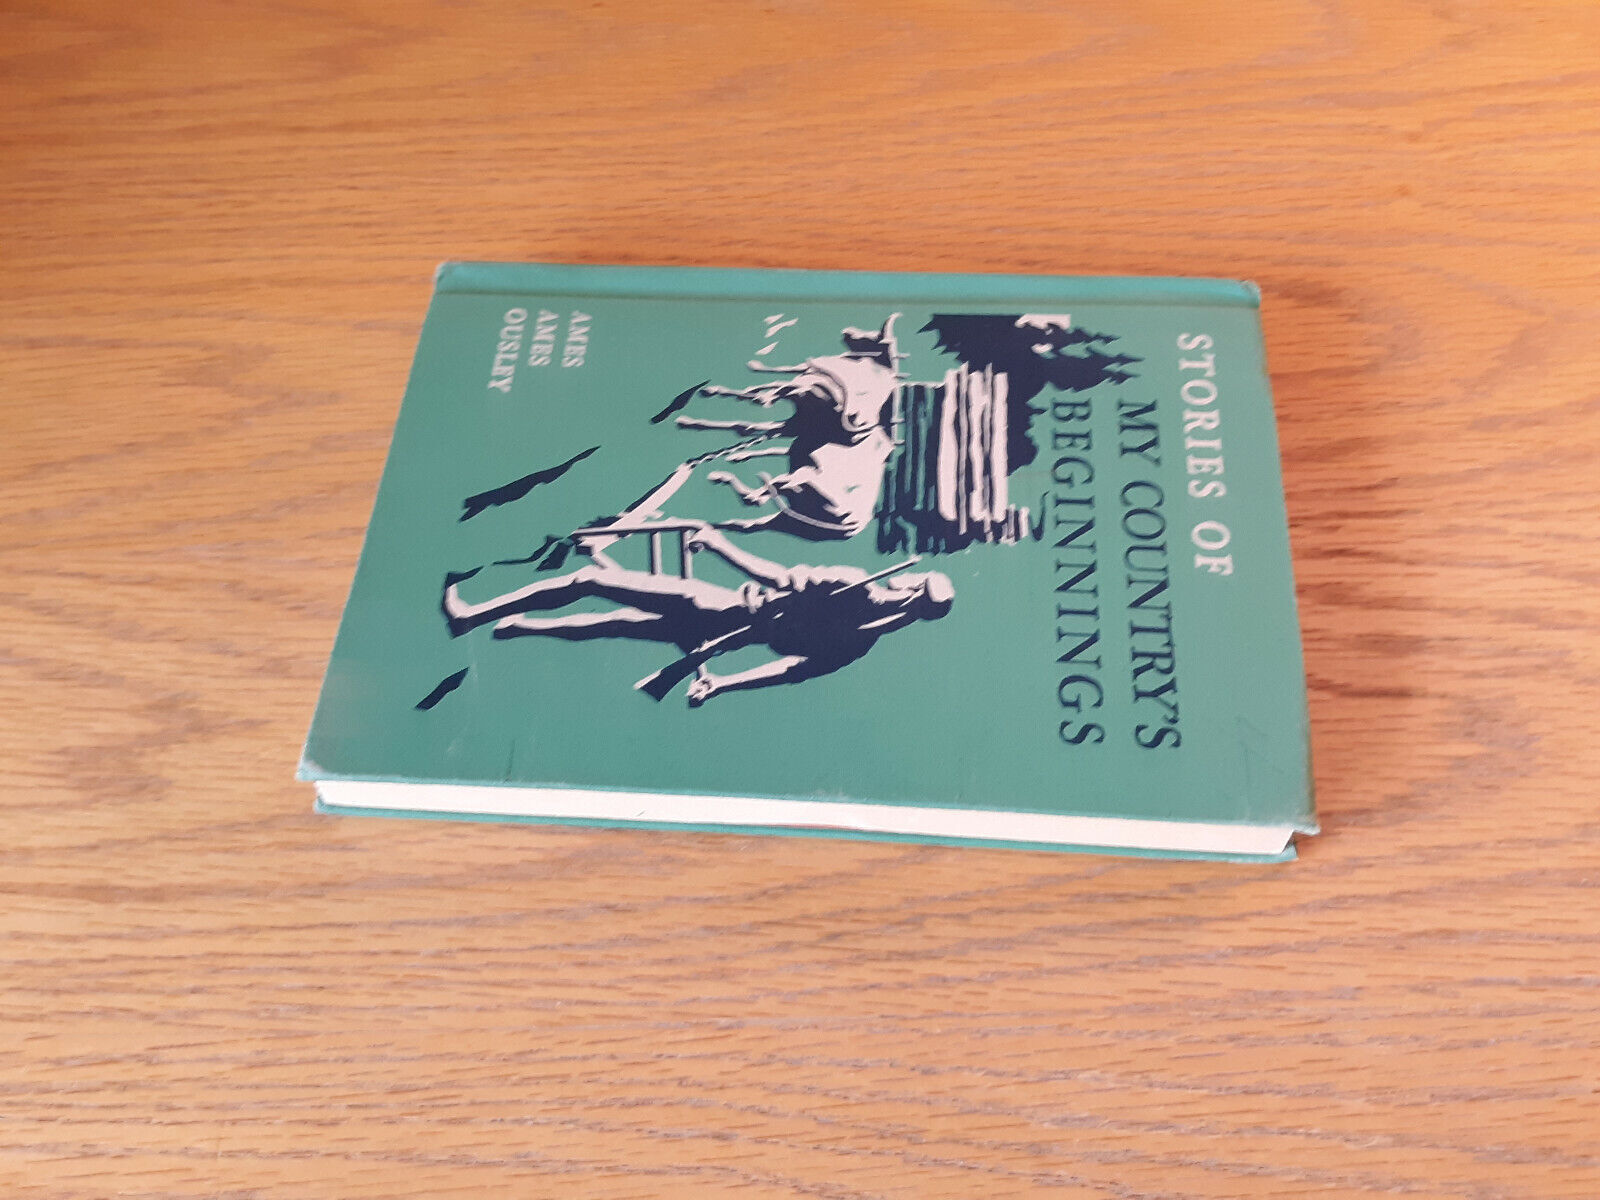 STORIES OF
MY COUNTRY'S
BEGINNINGS
AMES
AMES
OUSLEY